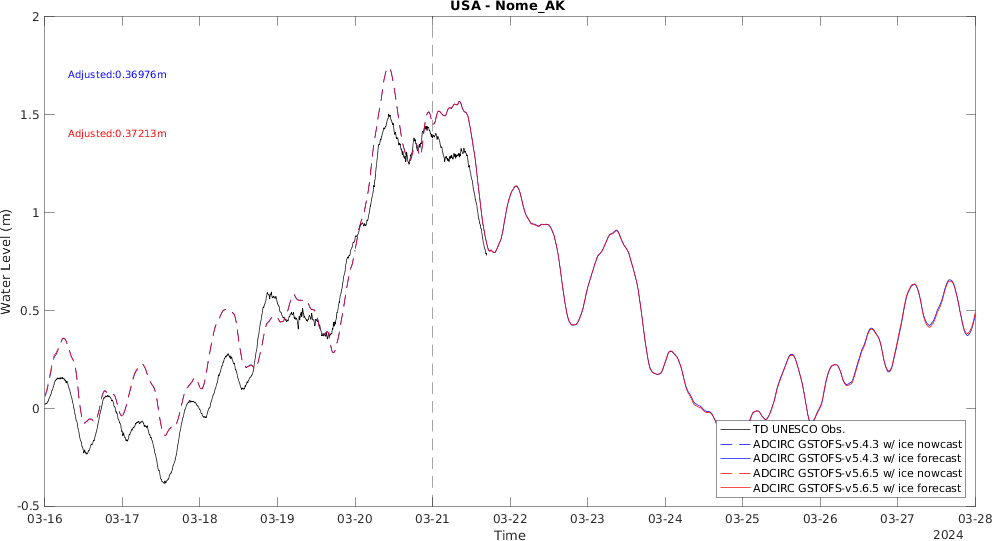 USA - Nome_AK
2
1.5
1
0.5
0
-0.5
Water Level (m)
Adjusted:0.36976m
Adjusted:0.37213m
TD UNESCO Obs.
ADCIRC GSTOFS-v5.4.3 w/ ice nowcast
ADCIRC GSTOFS-v5.4.3 w/ ice forecast
ADCIRC GSTOFS-v5.6.5 w/ ice nowcast
ADCIRC GSTOFS-v5.6.5 w/ ice forecast
03-16 03-17 03-18 03-19 03-20 03-21 03-22 03-23 03-24 03-25 03-26 03-27 03-28
Time
2024